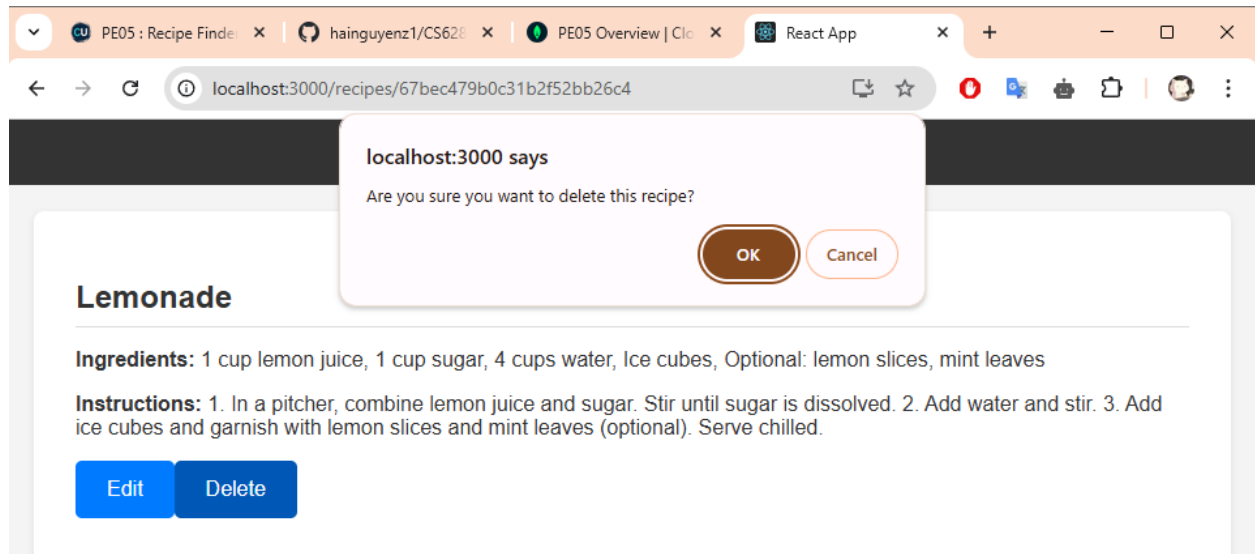 PE05 : Recipe Finde
hainguyenz1/CS628
PE05 Overview | Clo
React App
localhost:3000/recipes/67bec479b0c31b2f52bb26c4
localhost:3000 says
Are you sure you want to delete this recipe?
OK
Cancel
Lemonade
Ingredients: 1 cup lemon juice, 1 cup sugar, 4 cups water, Ice cubes, Optional: lemon slices, mint leaves
Instructions: 1. In a pitcher, combine lemon juice and sugar. Stir until sugar is dissolved. 2. Add water and stir. 3. Add
ice cubes and garnish with lemon slices and mint leaves (optional). Serve chilled.
Edit
Delete